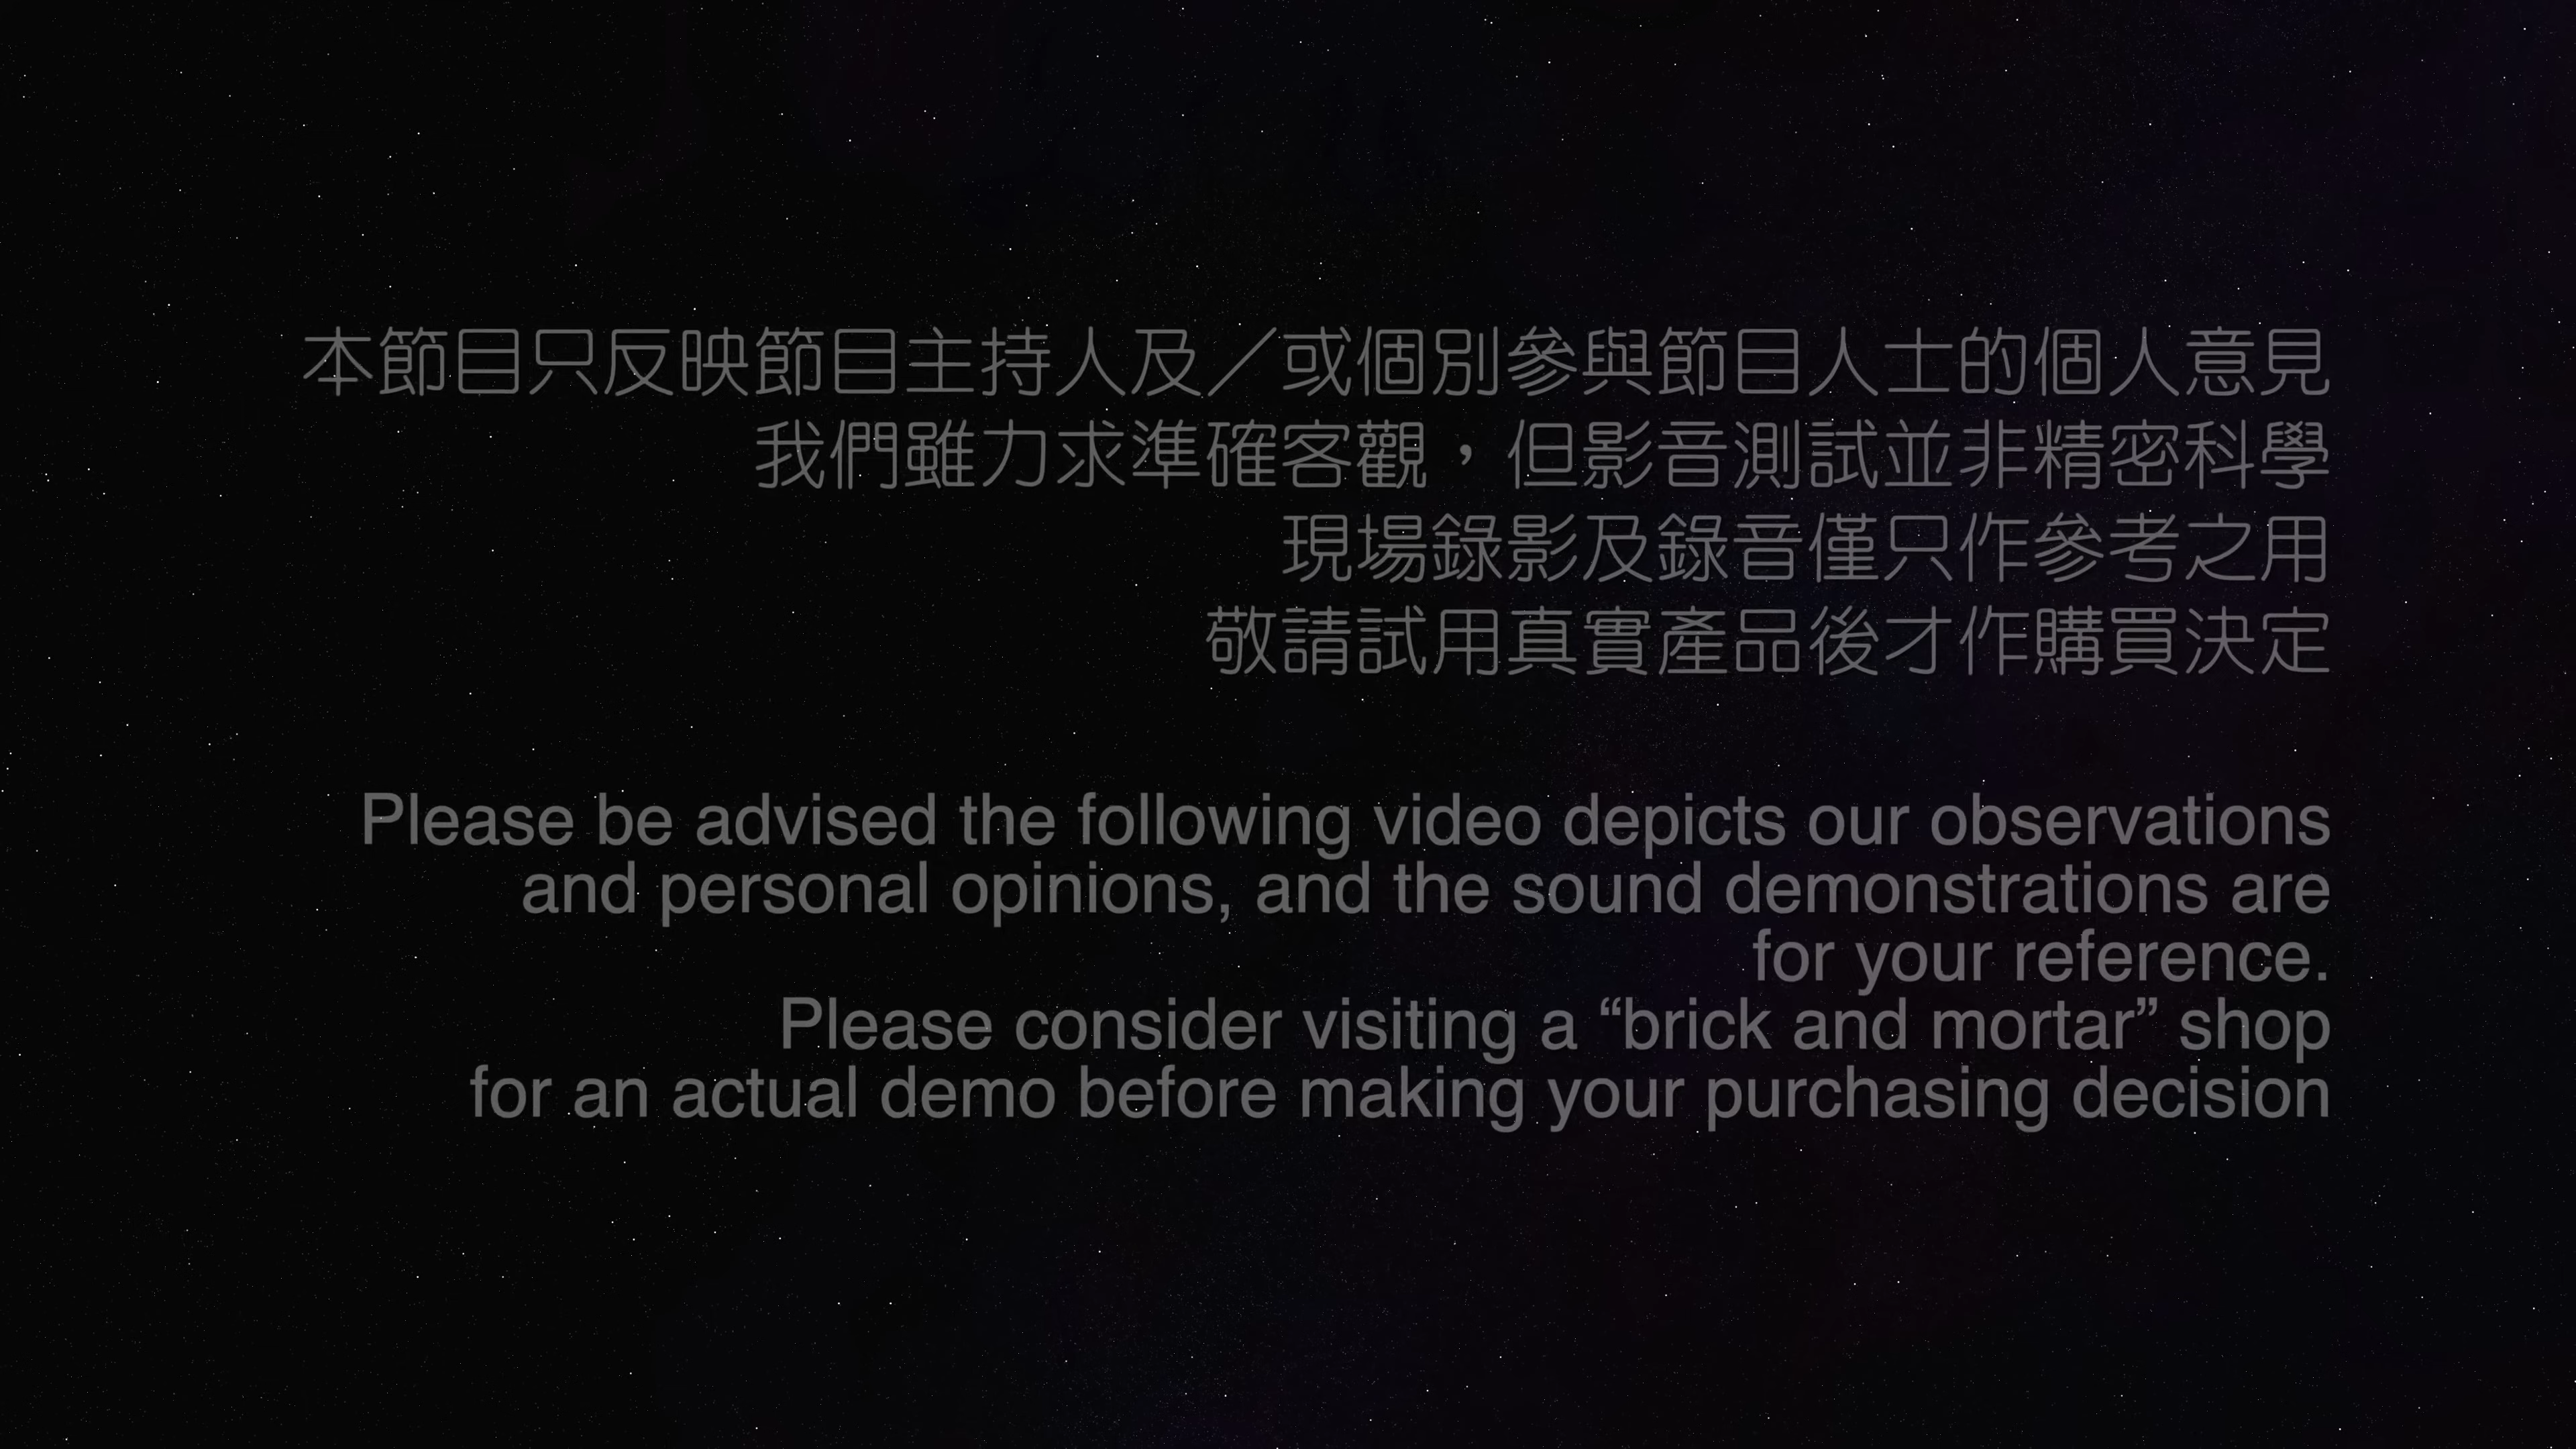 本節目只反映節目主持人及／或個別參與節目人士的個人意見
我們雖力求準確客觀，但影音測試並非精密科學
現場錄影及錄音僅只作參考之用
敬請試用真實產品後才作購買決定
Please be advised the following video depicts our observations
and personal opinions, and the sound demonstrations are
for your reference.
Please consider visiting a “brick and mortar” shop
for an actual demo before making your purchasing decision